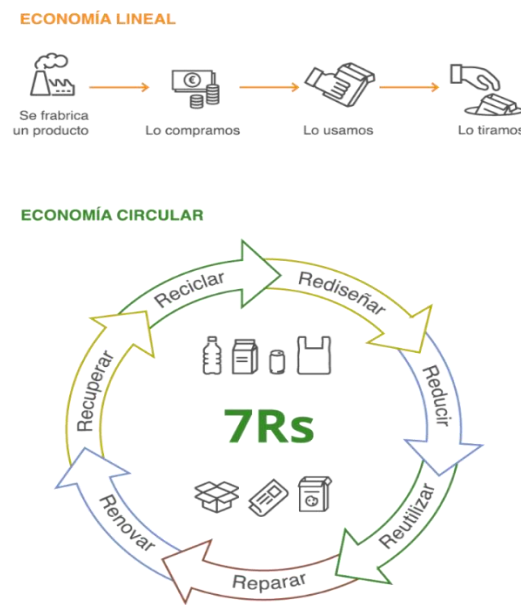 ECONOMÍA LINEAL
Se frabrica
un producto
Lo compramos
Lo usamos
Lo tiramos
ECONOMÍA CIRCULAR
Rediseñar
Reducir
Reutilizar
Reparar
Renovar
Recuperar
Reciclar
7Rs